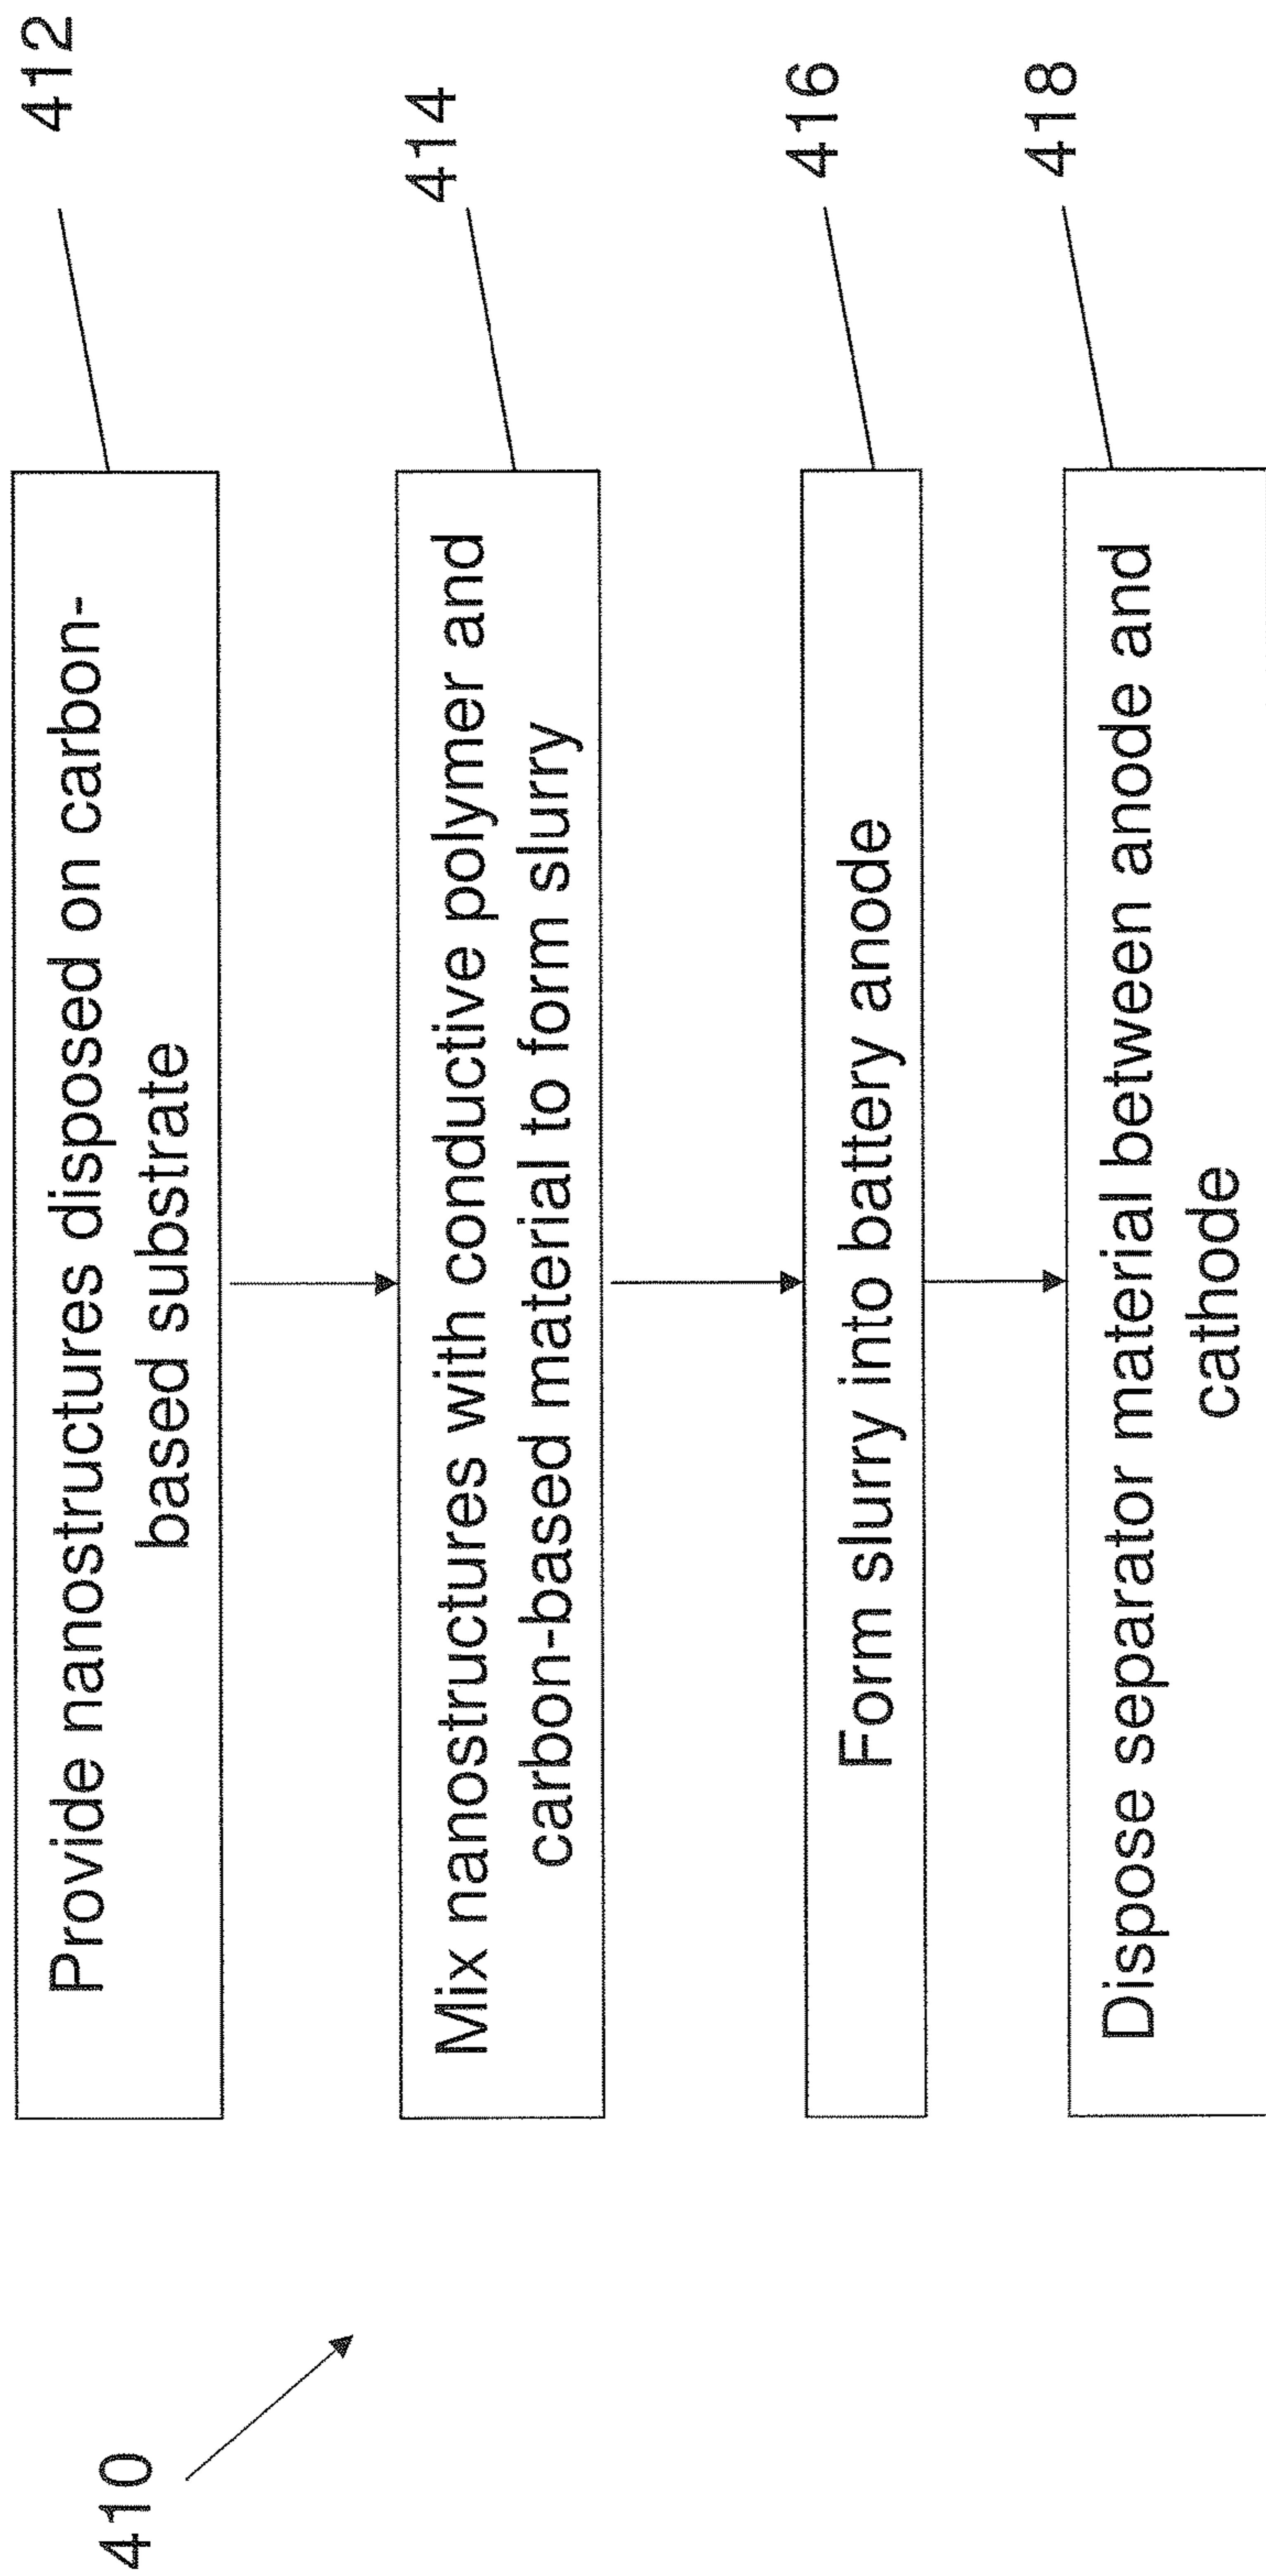 410
Provide nanostructures disposed on carbon-
based substrate
412
Mix nanostructures with conductive polymer and
carbon-based material to form slurry
414
Form slurry into battery anode
416
Dispose separator material between anode and
cathode
418